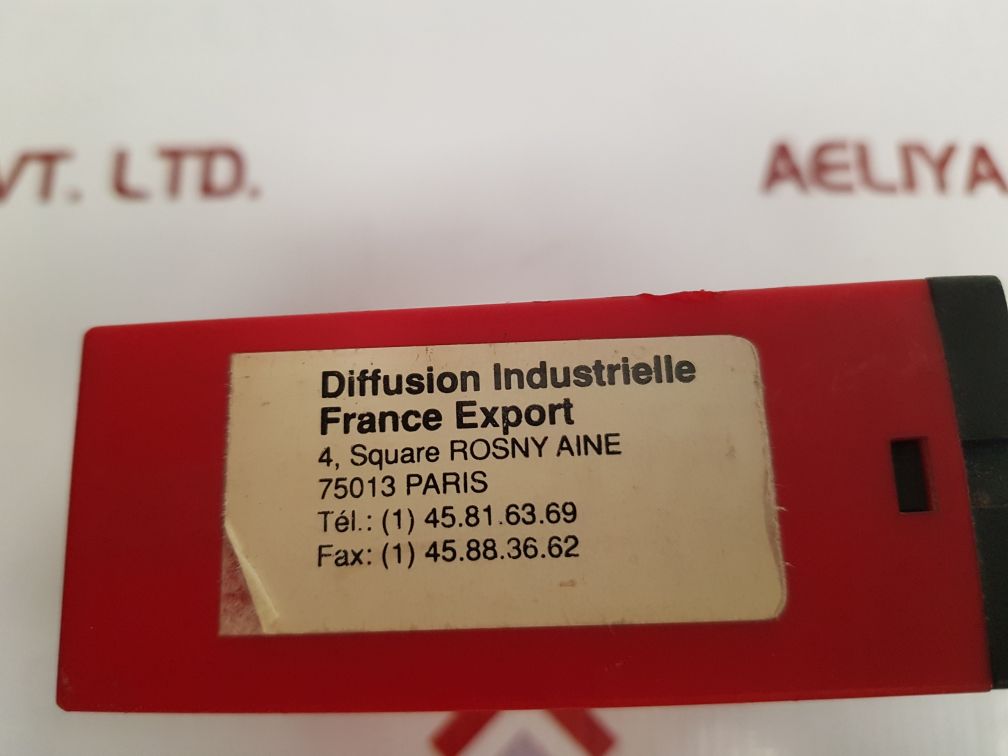 VT. LTD.
AELIYA
Diffusion Industrielle
France Export
4, Square ROSNY AINE
75013 PARIS
Tél.: (1) 45.81.63.69
Fax: (1) 45.88.36.62